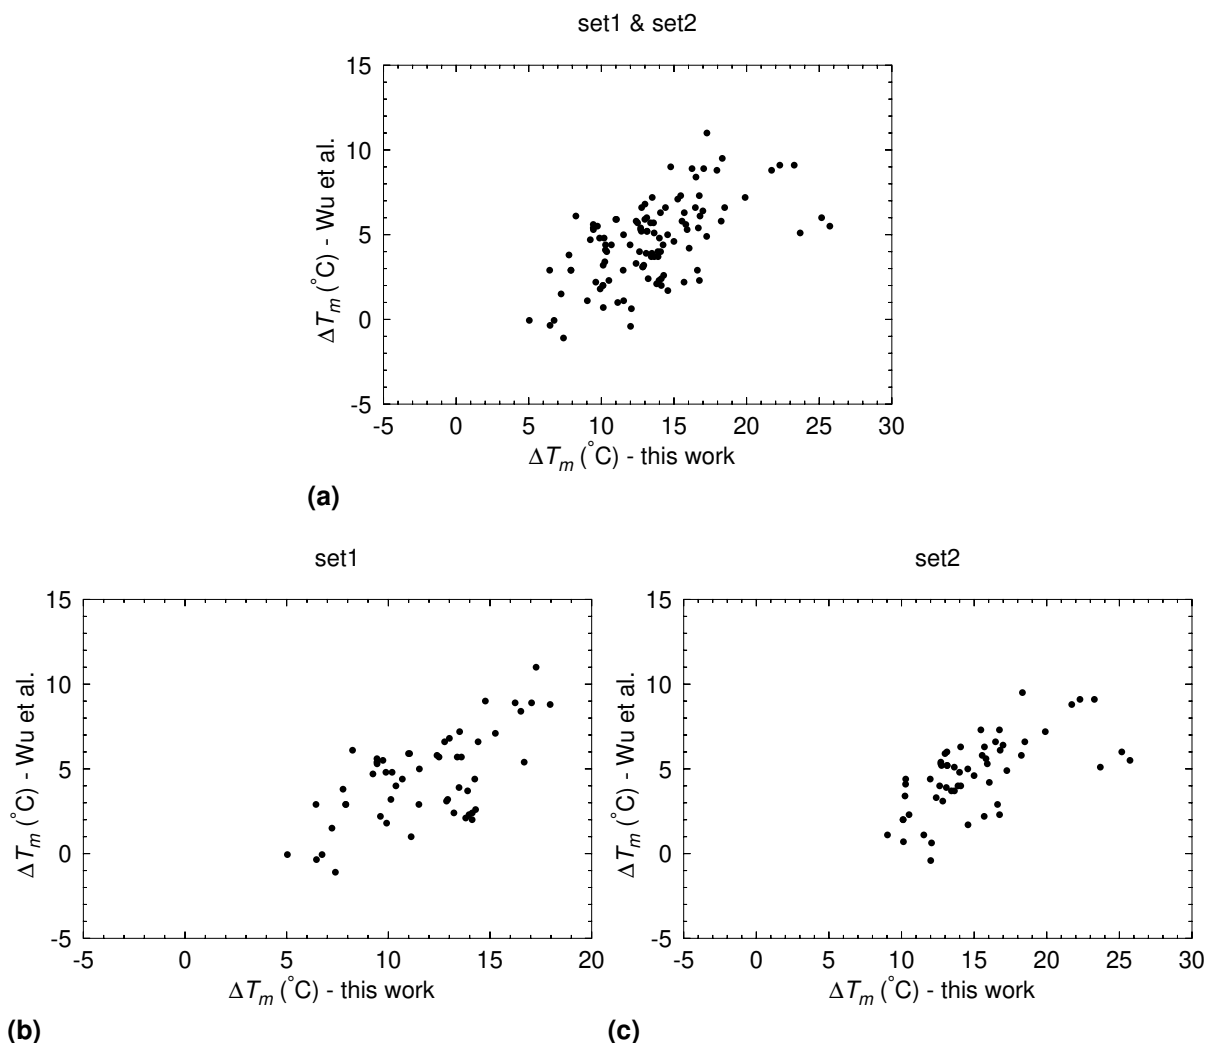 set1 & set2
15
10
5
0
-5
ΔTm (°C) - Wu et al.
-5 0 5 10 15 20 25 30
ΔTm (°C) - this work
(a)
set1
15
10
5
0
-5
ΔTm (°C) - Wu et al.
-5 0 5 10 15 20
ΔTm (°C) - this work
(b)
set2
15
10
5
0
-5
ΔTm (°C) - Wu et al.
-5 0 5 10 15 20 25 30
ΔTm (°C) - this work
(c)